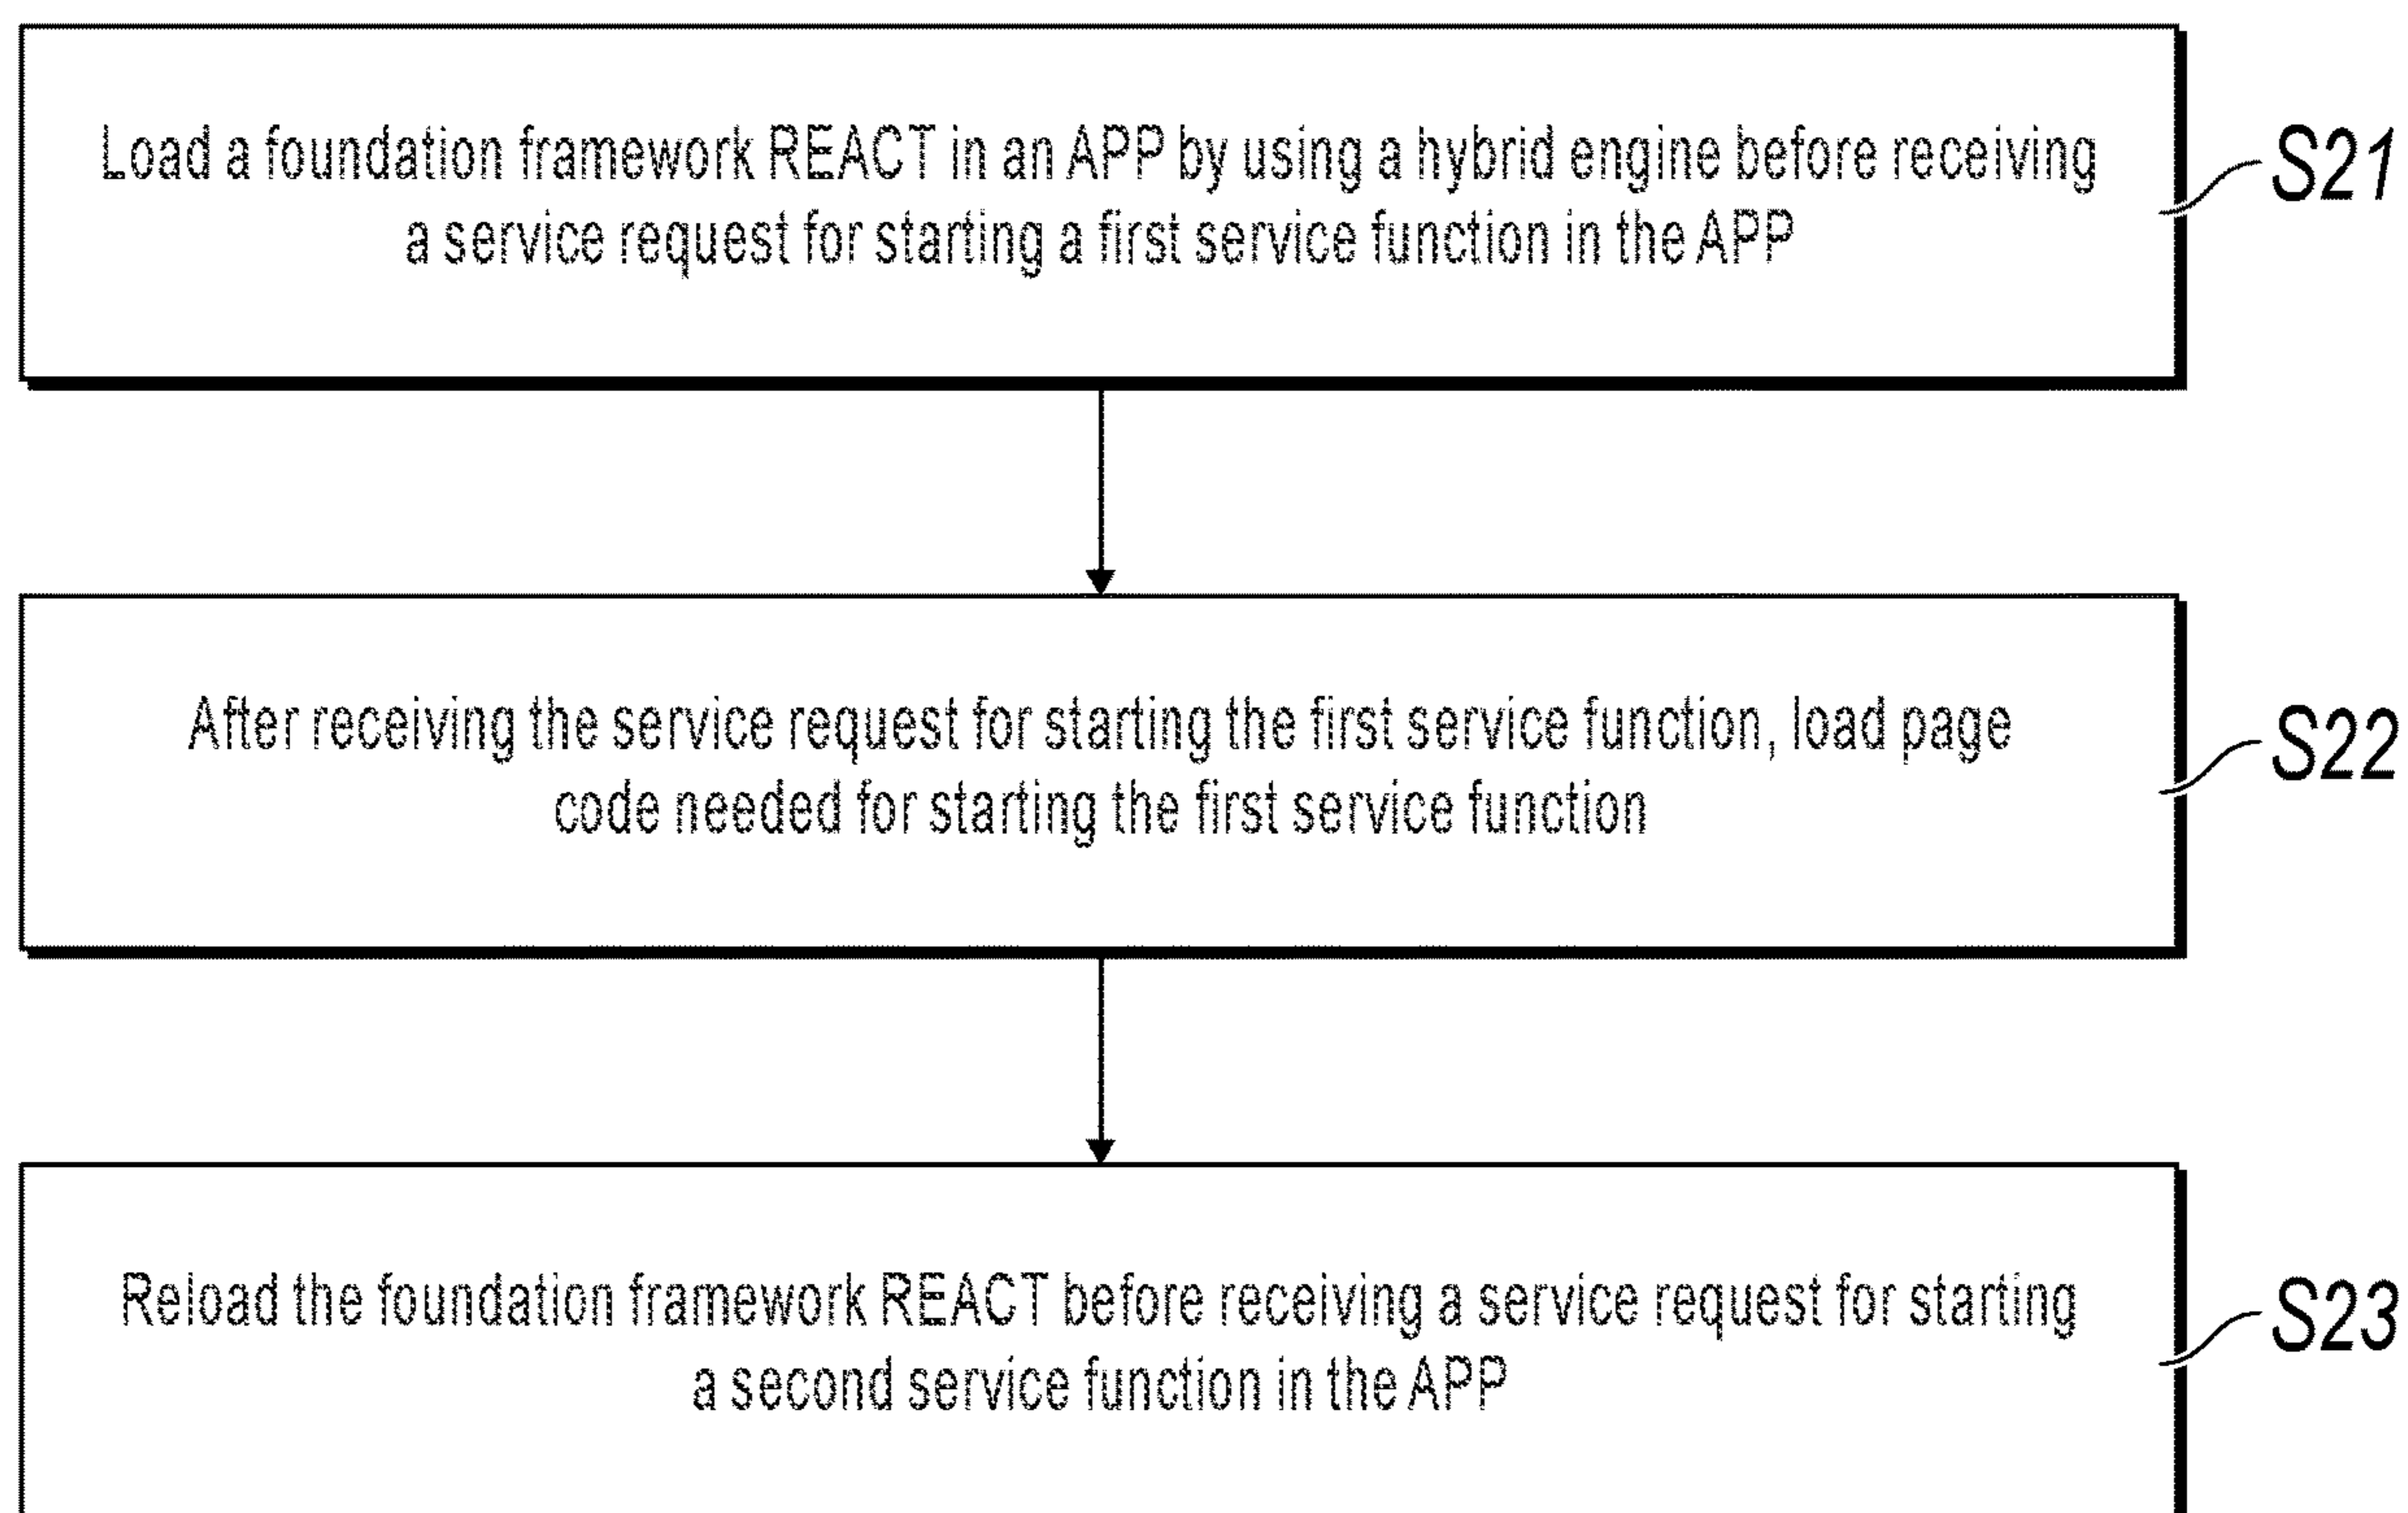 Load a foundation framework REACT in an APP by using a hybrid engine before receiving
a service request for starting a first service function in the APP
S21
After receiving the service request for starting the first service function, load page
code needed for starting the first service function
S22
Reload the foundation framework REACT before receiving a service request for starting
a second service function in the APP
S23